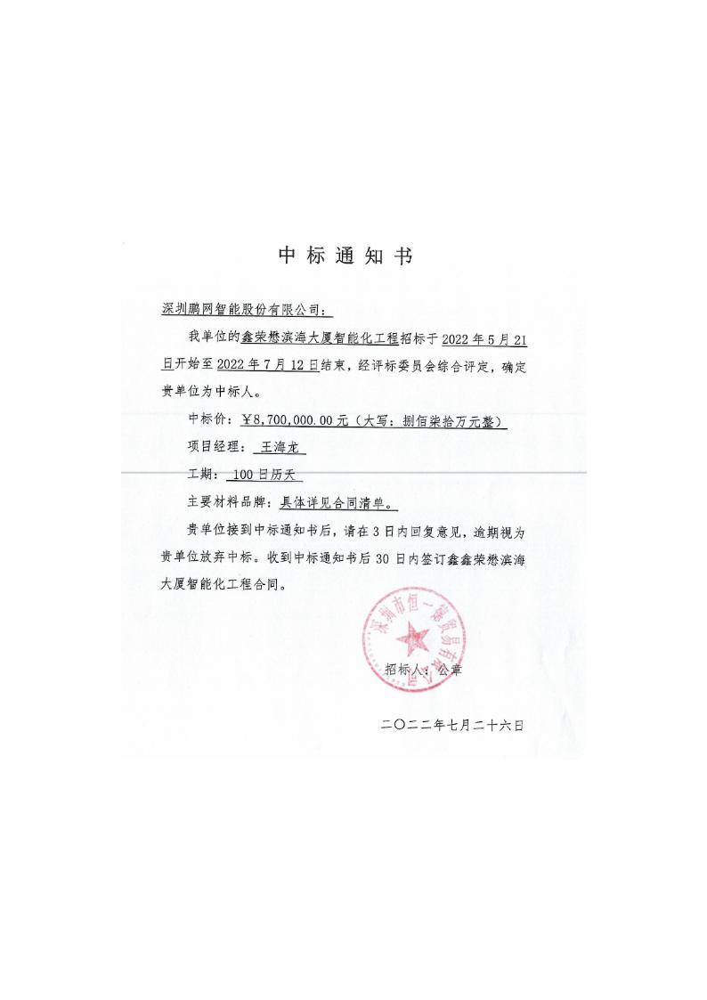 中标通知书
深圳鹏网智能股份有限公司：
我单位的鑫荣懋滨海大厦智能化工程招标于 2022 年 5 月 21
日开始至 2022 年 7 月 12 日结束，经评标委员会综合评定，确定
贵单位为中标人。
中标价：￥8,700,000.00 元（大写：捌佰柒拾万元整）
项目经理：王海龙
工期：100 日历天
主要材料品牌：具体详见合同清单。
贵单位接到中标通知书后，请在 3 日内回复意见，逾期视为
贵单位放弃中标。收到中标通知书后 30 日内签订鑫鑫荣懋滨海
大厦智能化工程合同。
深圳市恒一 贸易有限公司
招标人：公章
二〇二二年七月二十六日